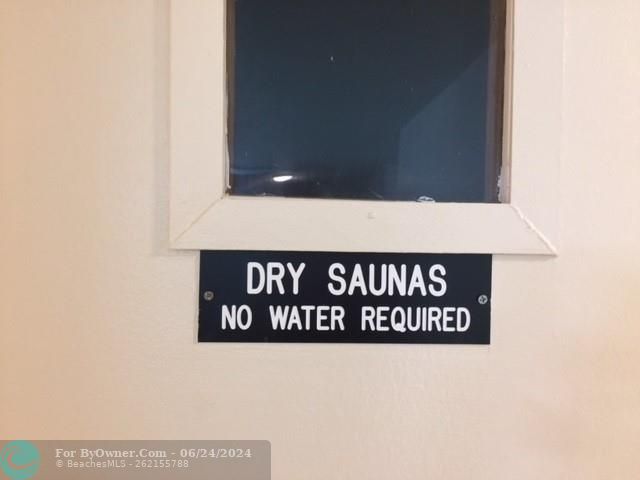 DRY SAUNAS
NO WATER REQUIRED
For ByOwner.Com - 06/24/2024
© BeachesMLS - 262155788